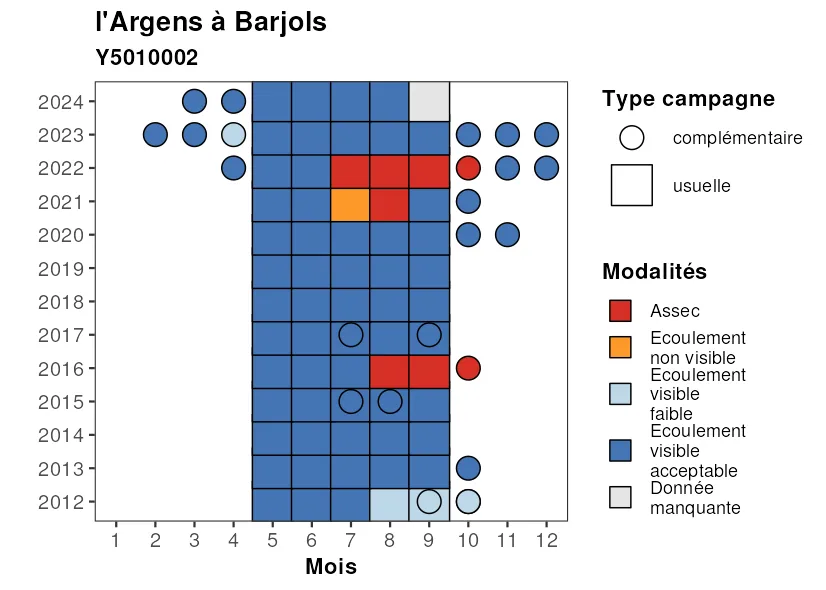 l'Argens à Barjols
Y5010002
2024
2023
2022
2021
2020
2019
2018
2017
2016
2015
2014
2013
2012
1 2 3 4 5 6 7 8 9 10 11 12
Mois
Type campagne
complémentaire
usuelle
Modalités
Assec
Ecoulement
non visible
Ecoulement
visible
faible
Ecoulement
visible
acceptable
Donnée
manquante